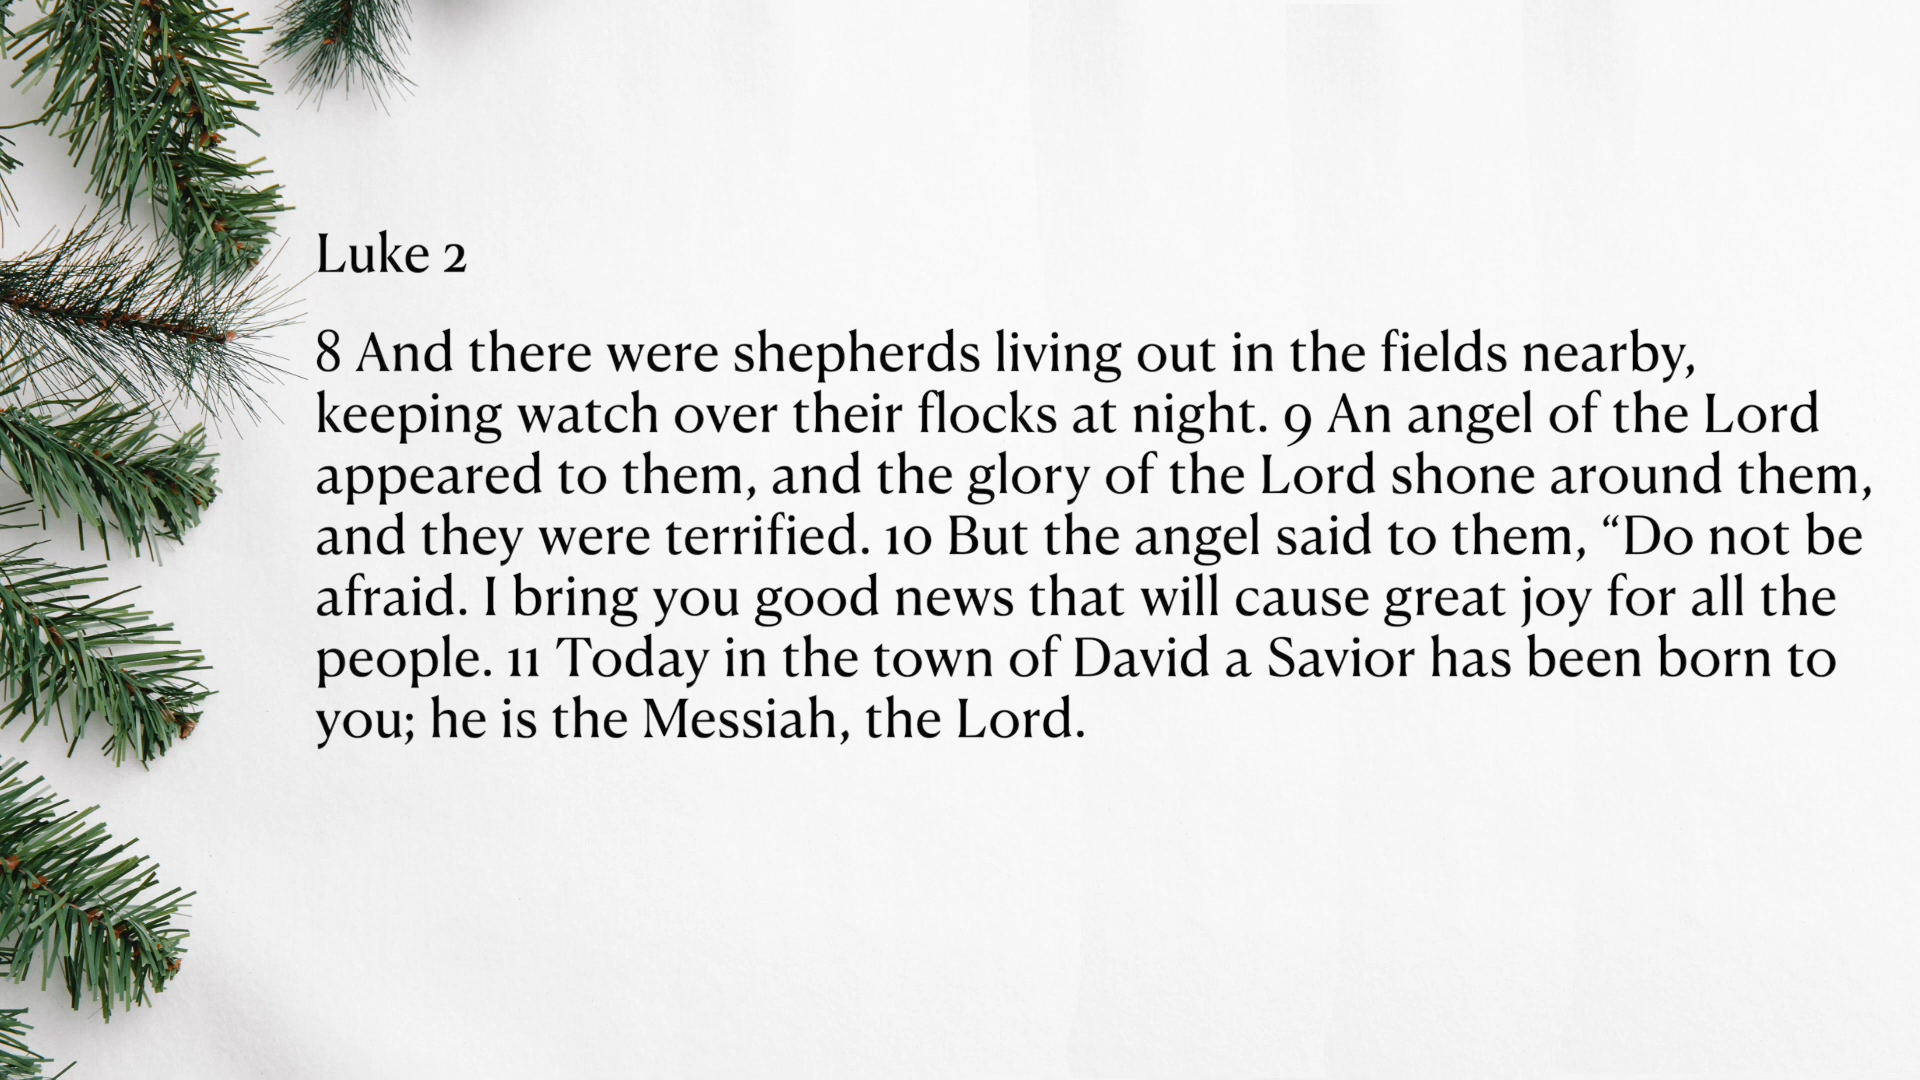 Luke 2
8 And there were shepherds living out in the fields nearby,
keeping watch over their flocks at night. 9 An angel of the Lord
appeared to them, and the glory of the Lord shone around them,
and they were terrified. 10 But the angel said to them, “Do not be
afraid. I bring you good news that will cause great joy for all the
people. 11 Today in the town of David a Savior has been born to
you; he is the Messiah, the Lord.